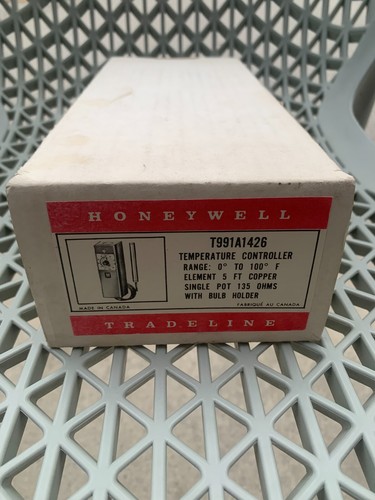 HONEYWELL
T991A1426
TEMPERATURE CONTROLLER
RANGE: 0° TO 100° F
ELEMENT 5 FT COPPER
SINGLE POT 135 OHMS
WITH BULB HOLDER
MADE IN CANADA
FABRIQUÉ AU CANADA
TRADELINE